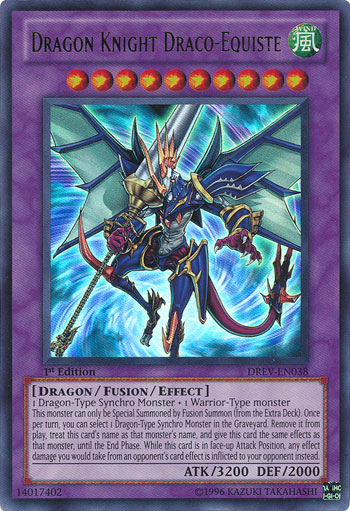 DRAGON KNIGHT DRACO-EQUISTE
WIND
風
1st Edition
DREV-EN038
[DRAGON / FUSION / EFFECT]
1 Dragon-Type Synchro Monster + 1 Warrior-Type monster
This monster can only be Special Summoned by Fusion Summon (from the Extra Deck). Once
per turn, you can select 1 Dragon-Type Synchro Monster in the Graveyard. Remove it from
play, treat this card's name as that monster's name, and give this card the same effects as
that monster, until the End Phase. While this card is in face-up Attack Position, any effect
damage you would take from an opponent's card effect is inflicted to your opponent instead.
ATK/3200 DEF/2000
14017402
©1996 KAZUKI TAKAHASHI